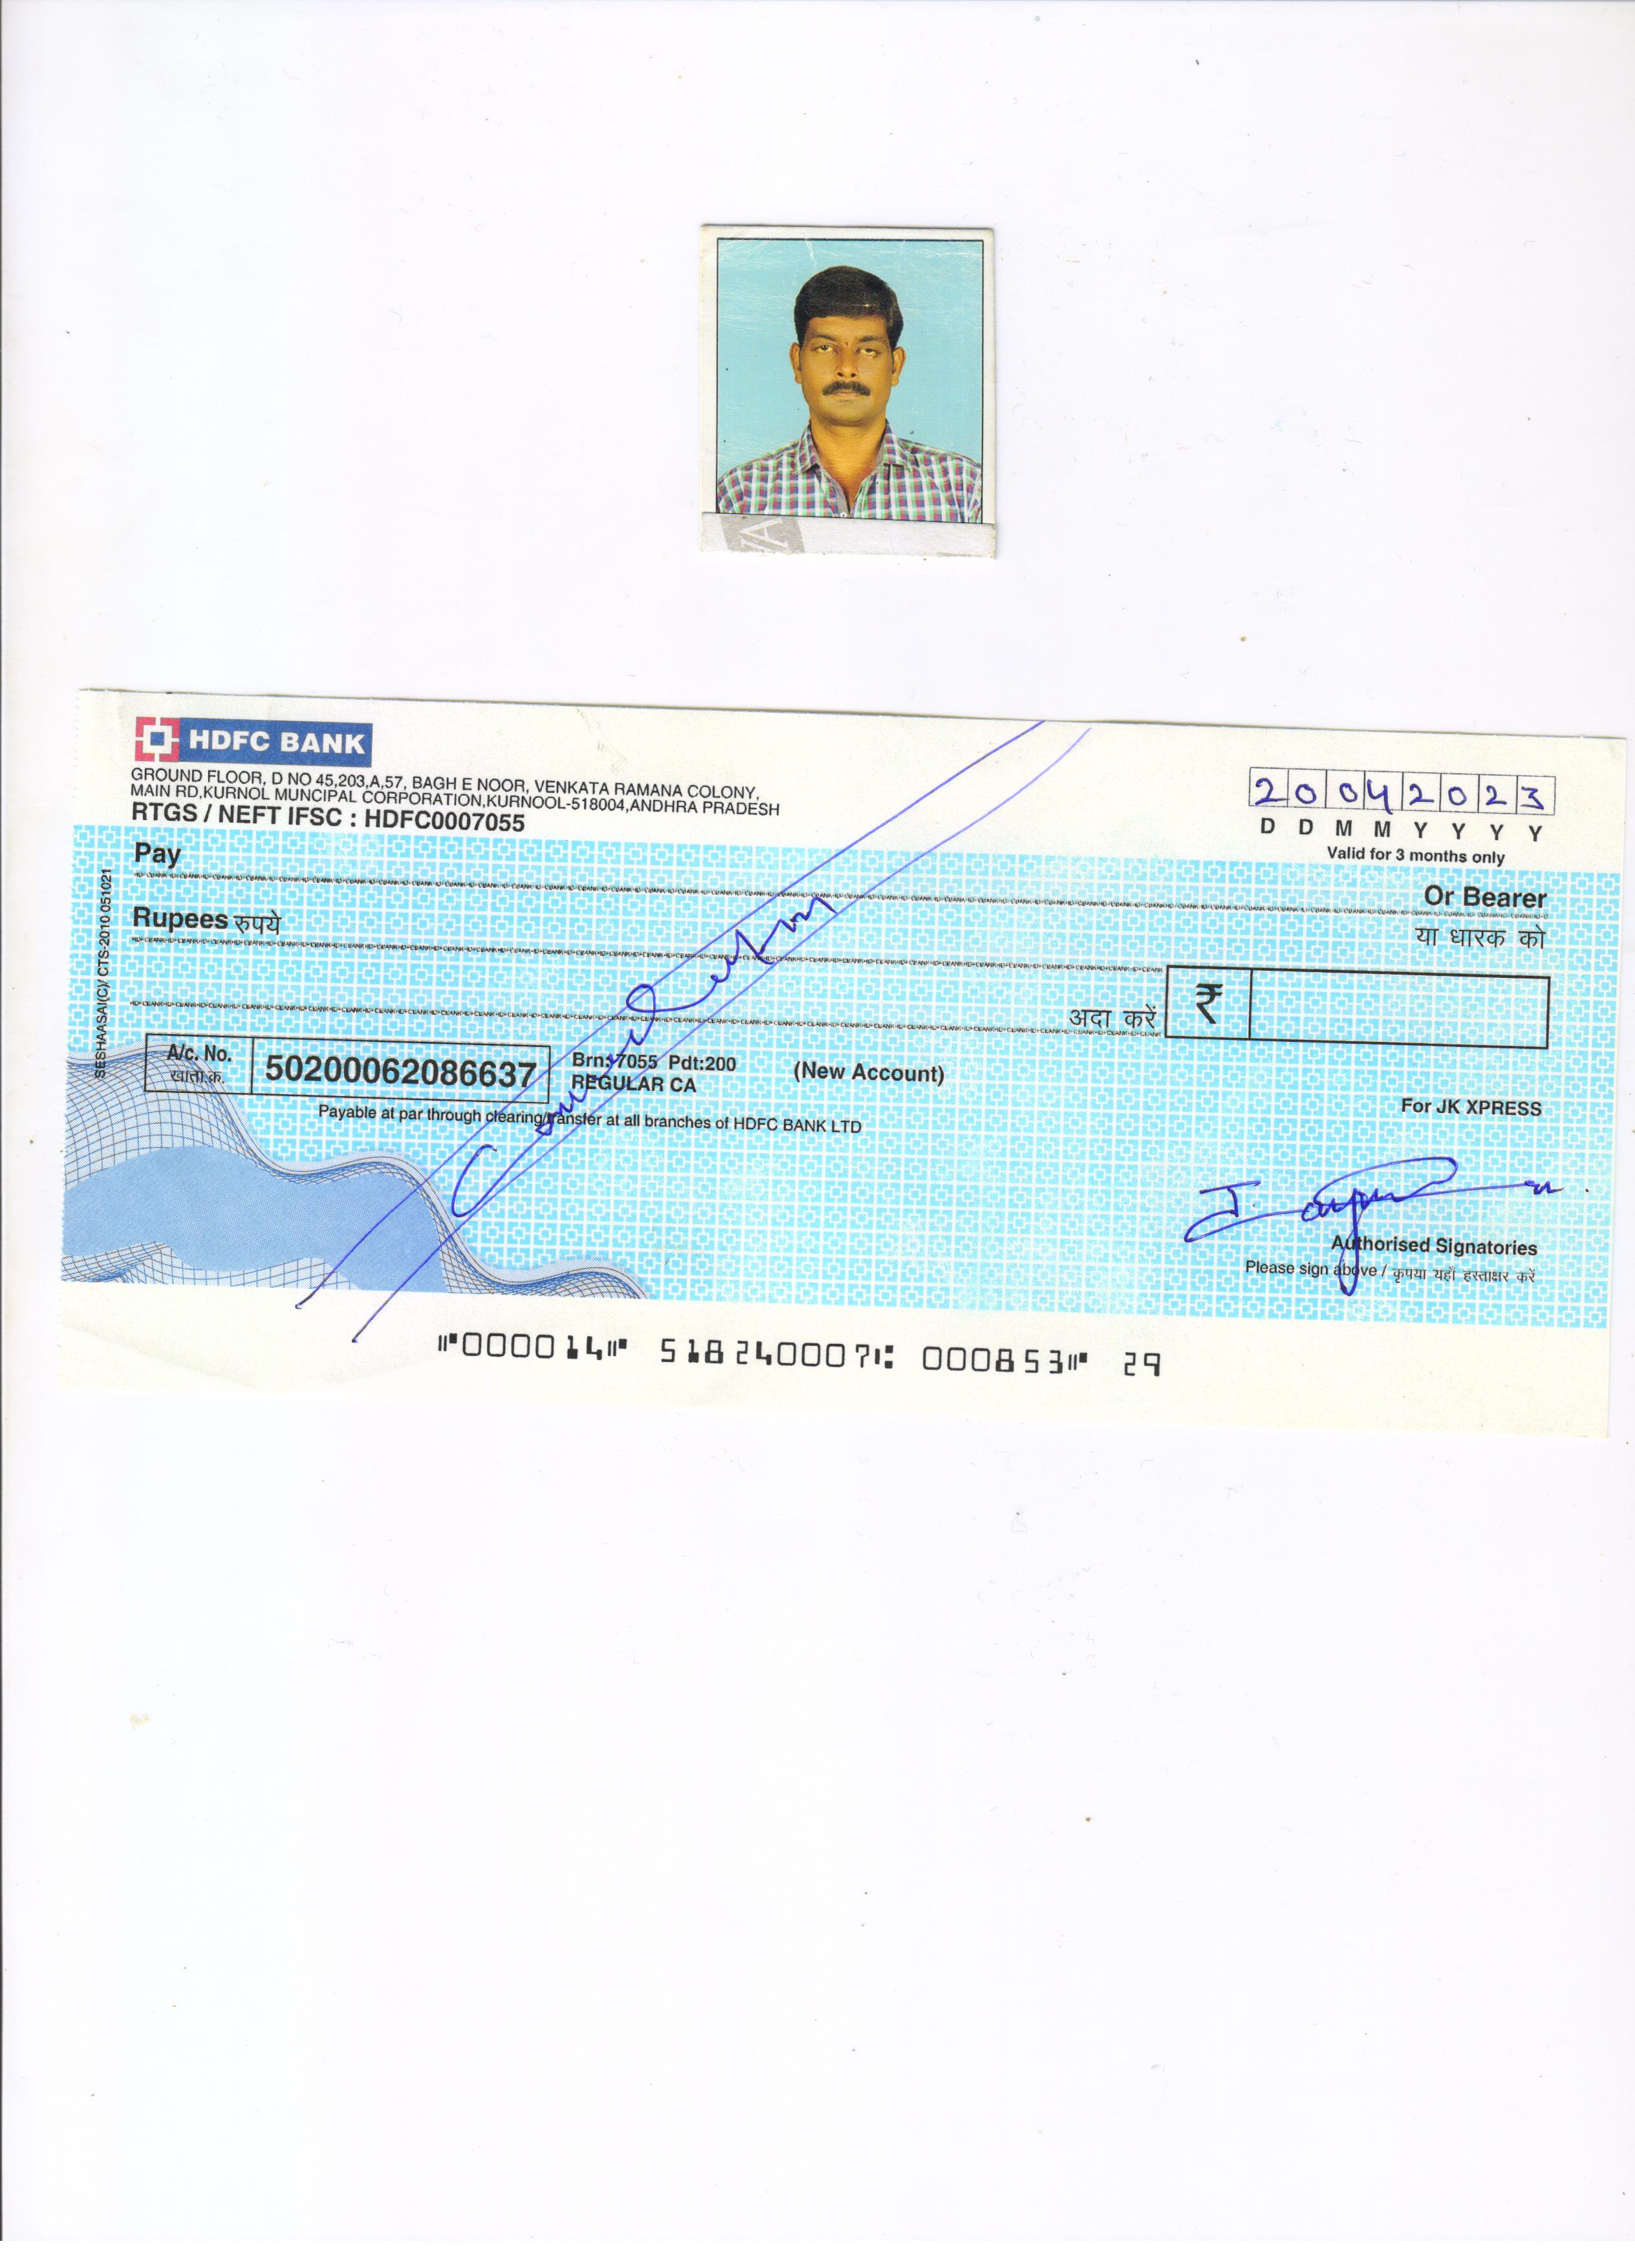 HDFC BANK
GROUND FLOOR, D NO 45,203,A,57, BAGH E NOOR, VENKATA RAMANA COLONY,
MAIN RD,KURNOL MUNCIPAL CORPORATION,KURNOOL-518004,ANDHRA PRADESH
RTGS / NEFT IFSC : HDFC0007055
20042023
D D M M Y Y Y Y
Valid for 3 months only
Pay
Or Bearer
Rupees रुपये
या धारक को
अदा करें ₹
A/c. No.
खाता क्र.
50200062086637
Brn:7055 Pdt:200
REGULAR CA
(New Account)
Payable at par through clearing/transfer at all branches of HDFC BANK LTD
For JK XPRESS
Authorised Signatories
Please sign above / कृपया यहाँ हस्ताक्षर करें
SESHAASAI(C)/ CTS-2010 051021
⑈000014⑈ 518240007⑆ 000853⑈ 29